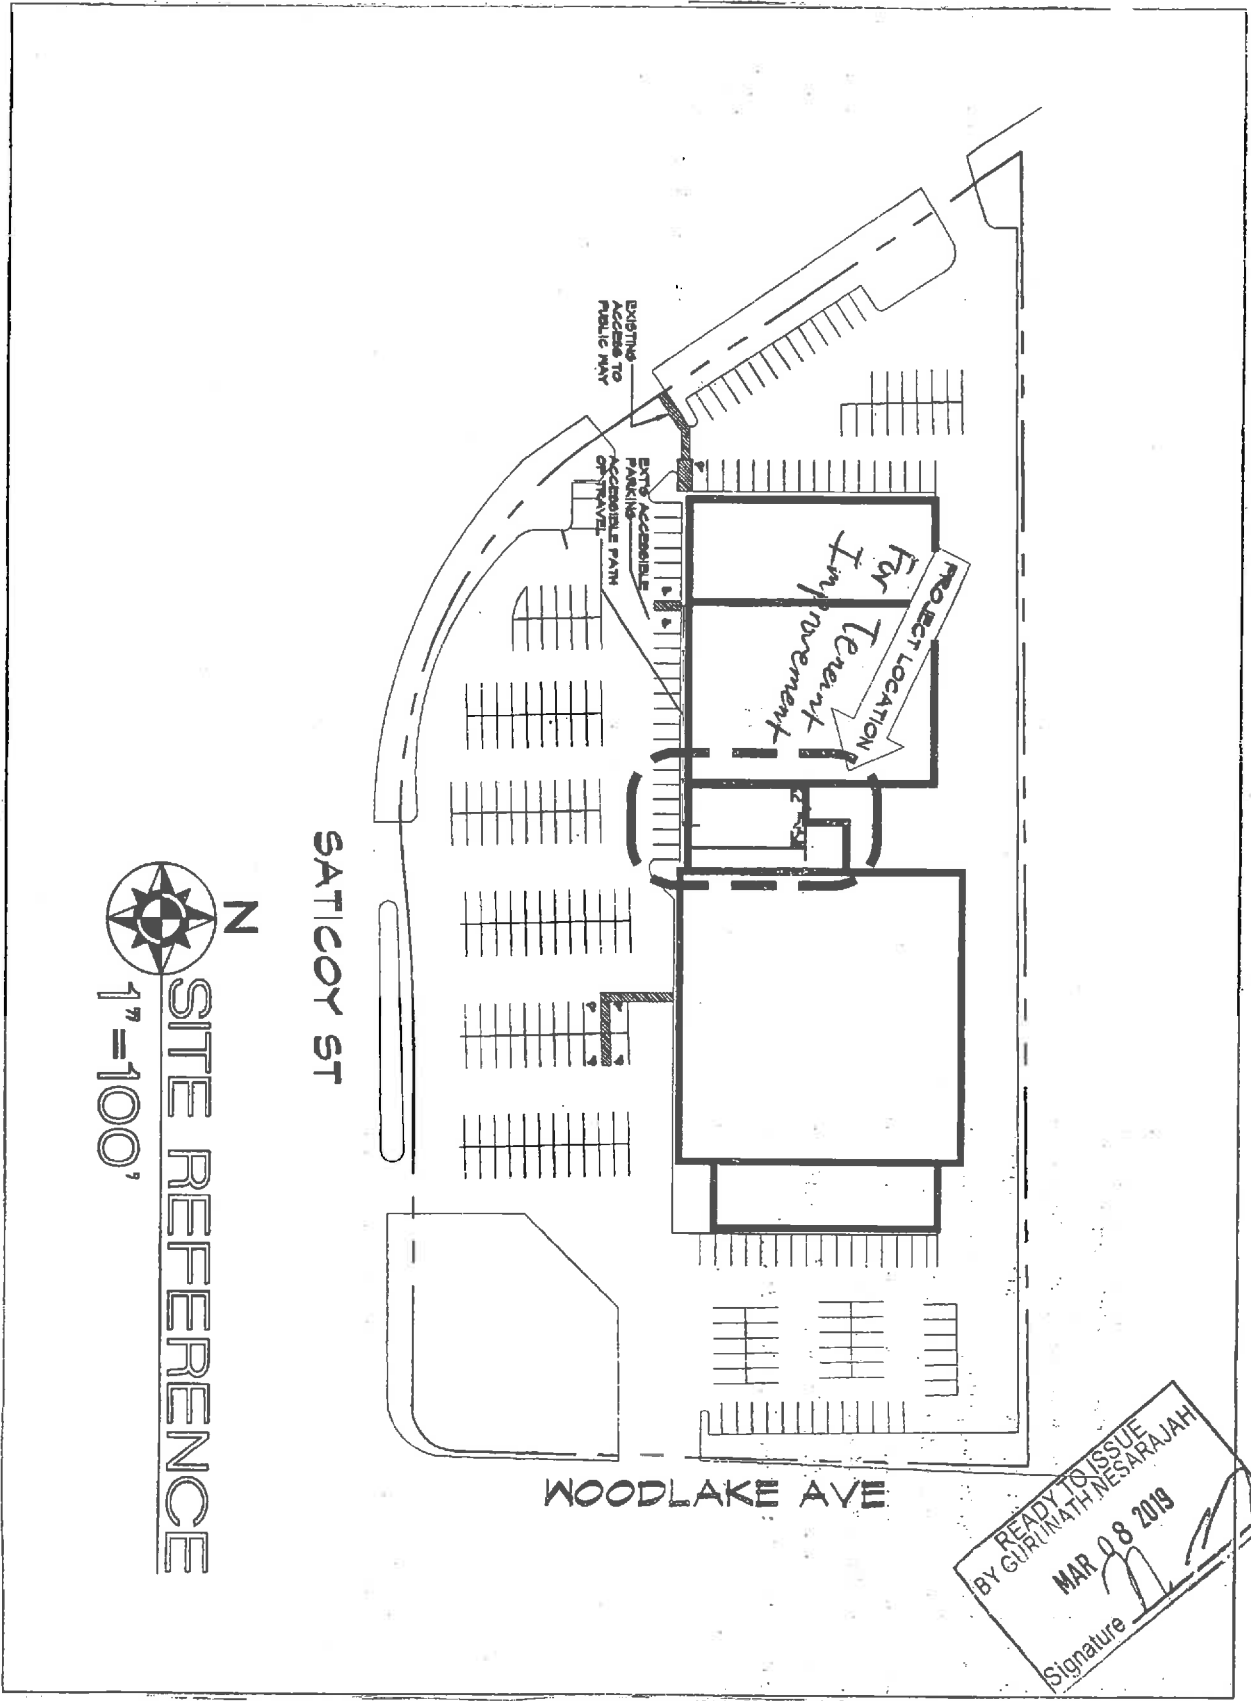 EXISTING
ACCESS TO
PUBLIC WAY
EXT'G ACCESSIBLE
PARKING
ACCESSIBLE PATH
OF TRAVEL
PROJECT LOCATION
For Tenant
Improvement
SATICOY ST
WOODLAKE AVE
N
SITE REFERENCE
1"=100'
READY TO ISSUE
BY GURUNATH NESARAJAH
MAR 08 2019
Signature